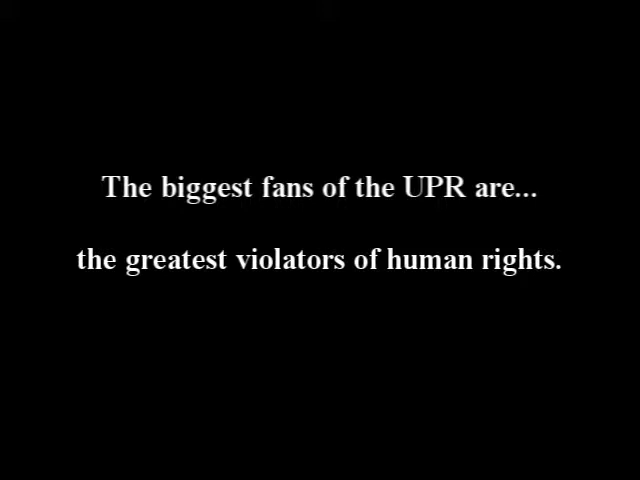 The biggest fans of the UPR are...
the greatest violators of human rights.